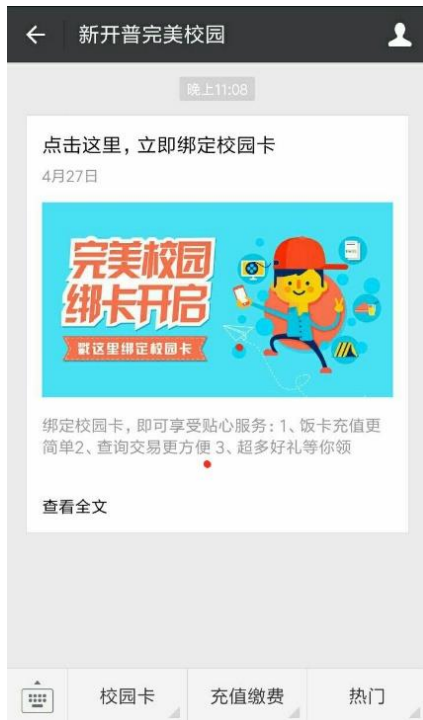 新开普完美校园
晚上11:08
点击这里，立即绑定校园卡
4月27日
完美校园
绑卡开启
戳这里绑定校园卡
绑定校园卡，即可享受贴心服务：1、饭卡充值更
简单2、查询交易更方便 3、超多好礼等你领
查看全文
校园卡
充值缴费
热门